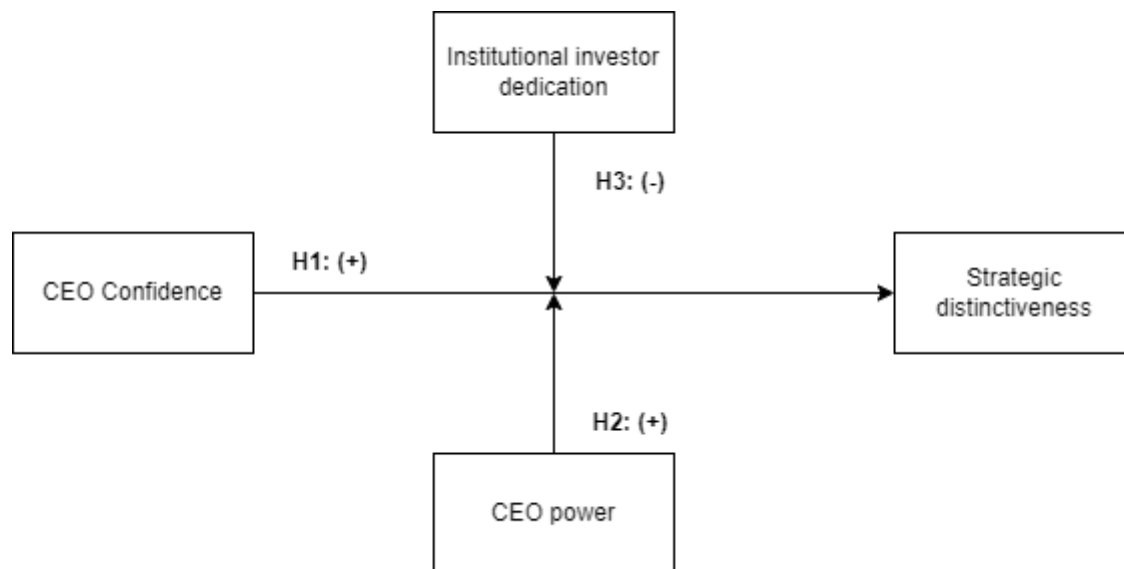 Institutional investor
dedication
H3: (-)
H1: (+)
CEO Confidence
Strategic
distinctiveness
H2: (+)
CEO power